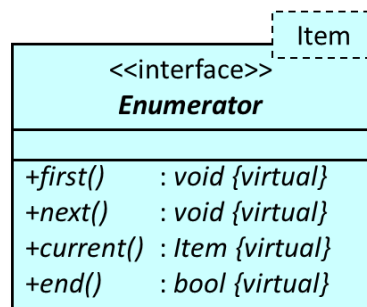 Item
<<interface>>
Enumerator
+first() : void {virtual}
+next() : void {virtual}
+current() : Item {virtual}
+end() : bool {virtual}